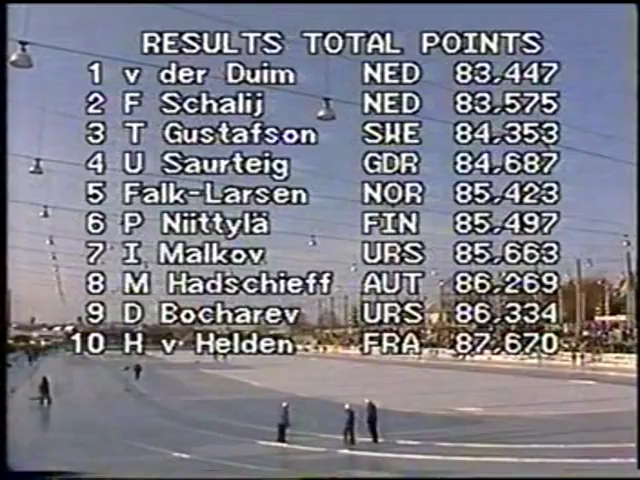 RESULTS TOTAL POINTS
1 v der Duim NED 83,447
2 F Schalij NED 83,575
3 T Gustafson SWE 84,353
4 U Saurteig GDR 84,687
5 Falk-Larsen NOR 85,423
6 P Niittylä FIN 85,497
7 I Malkov URS 85,663
8 M Hadschieff AUT 86,269
9 D Bocharev URS 86,334
10 H v Helden FRA 87,670